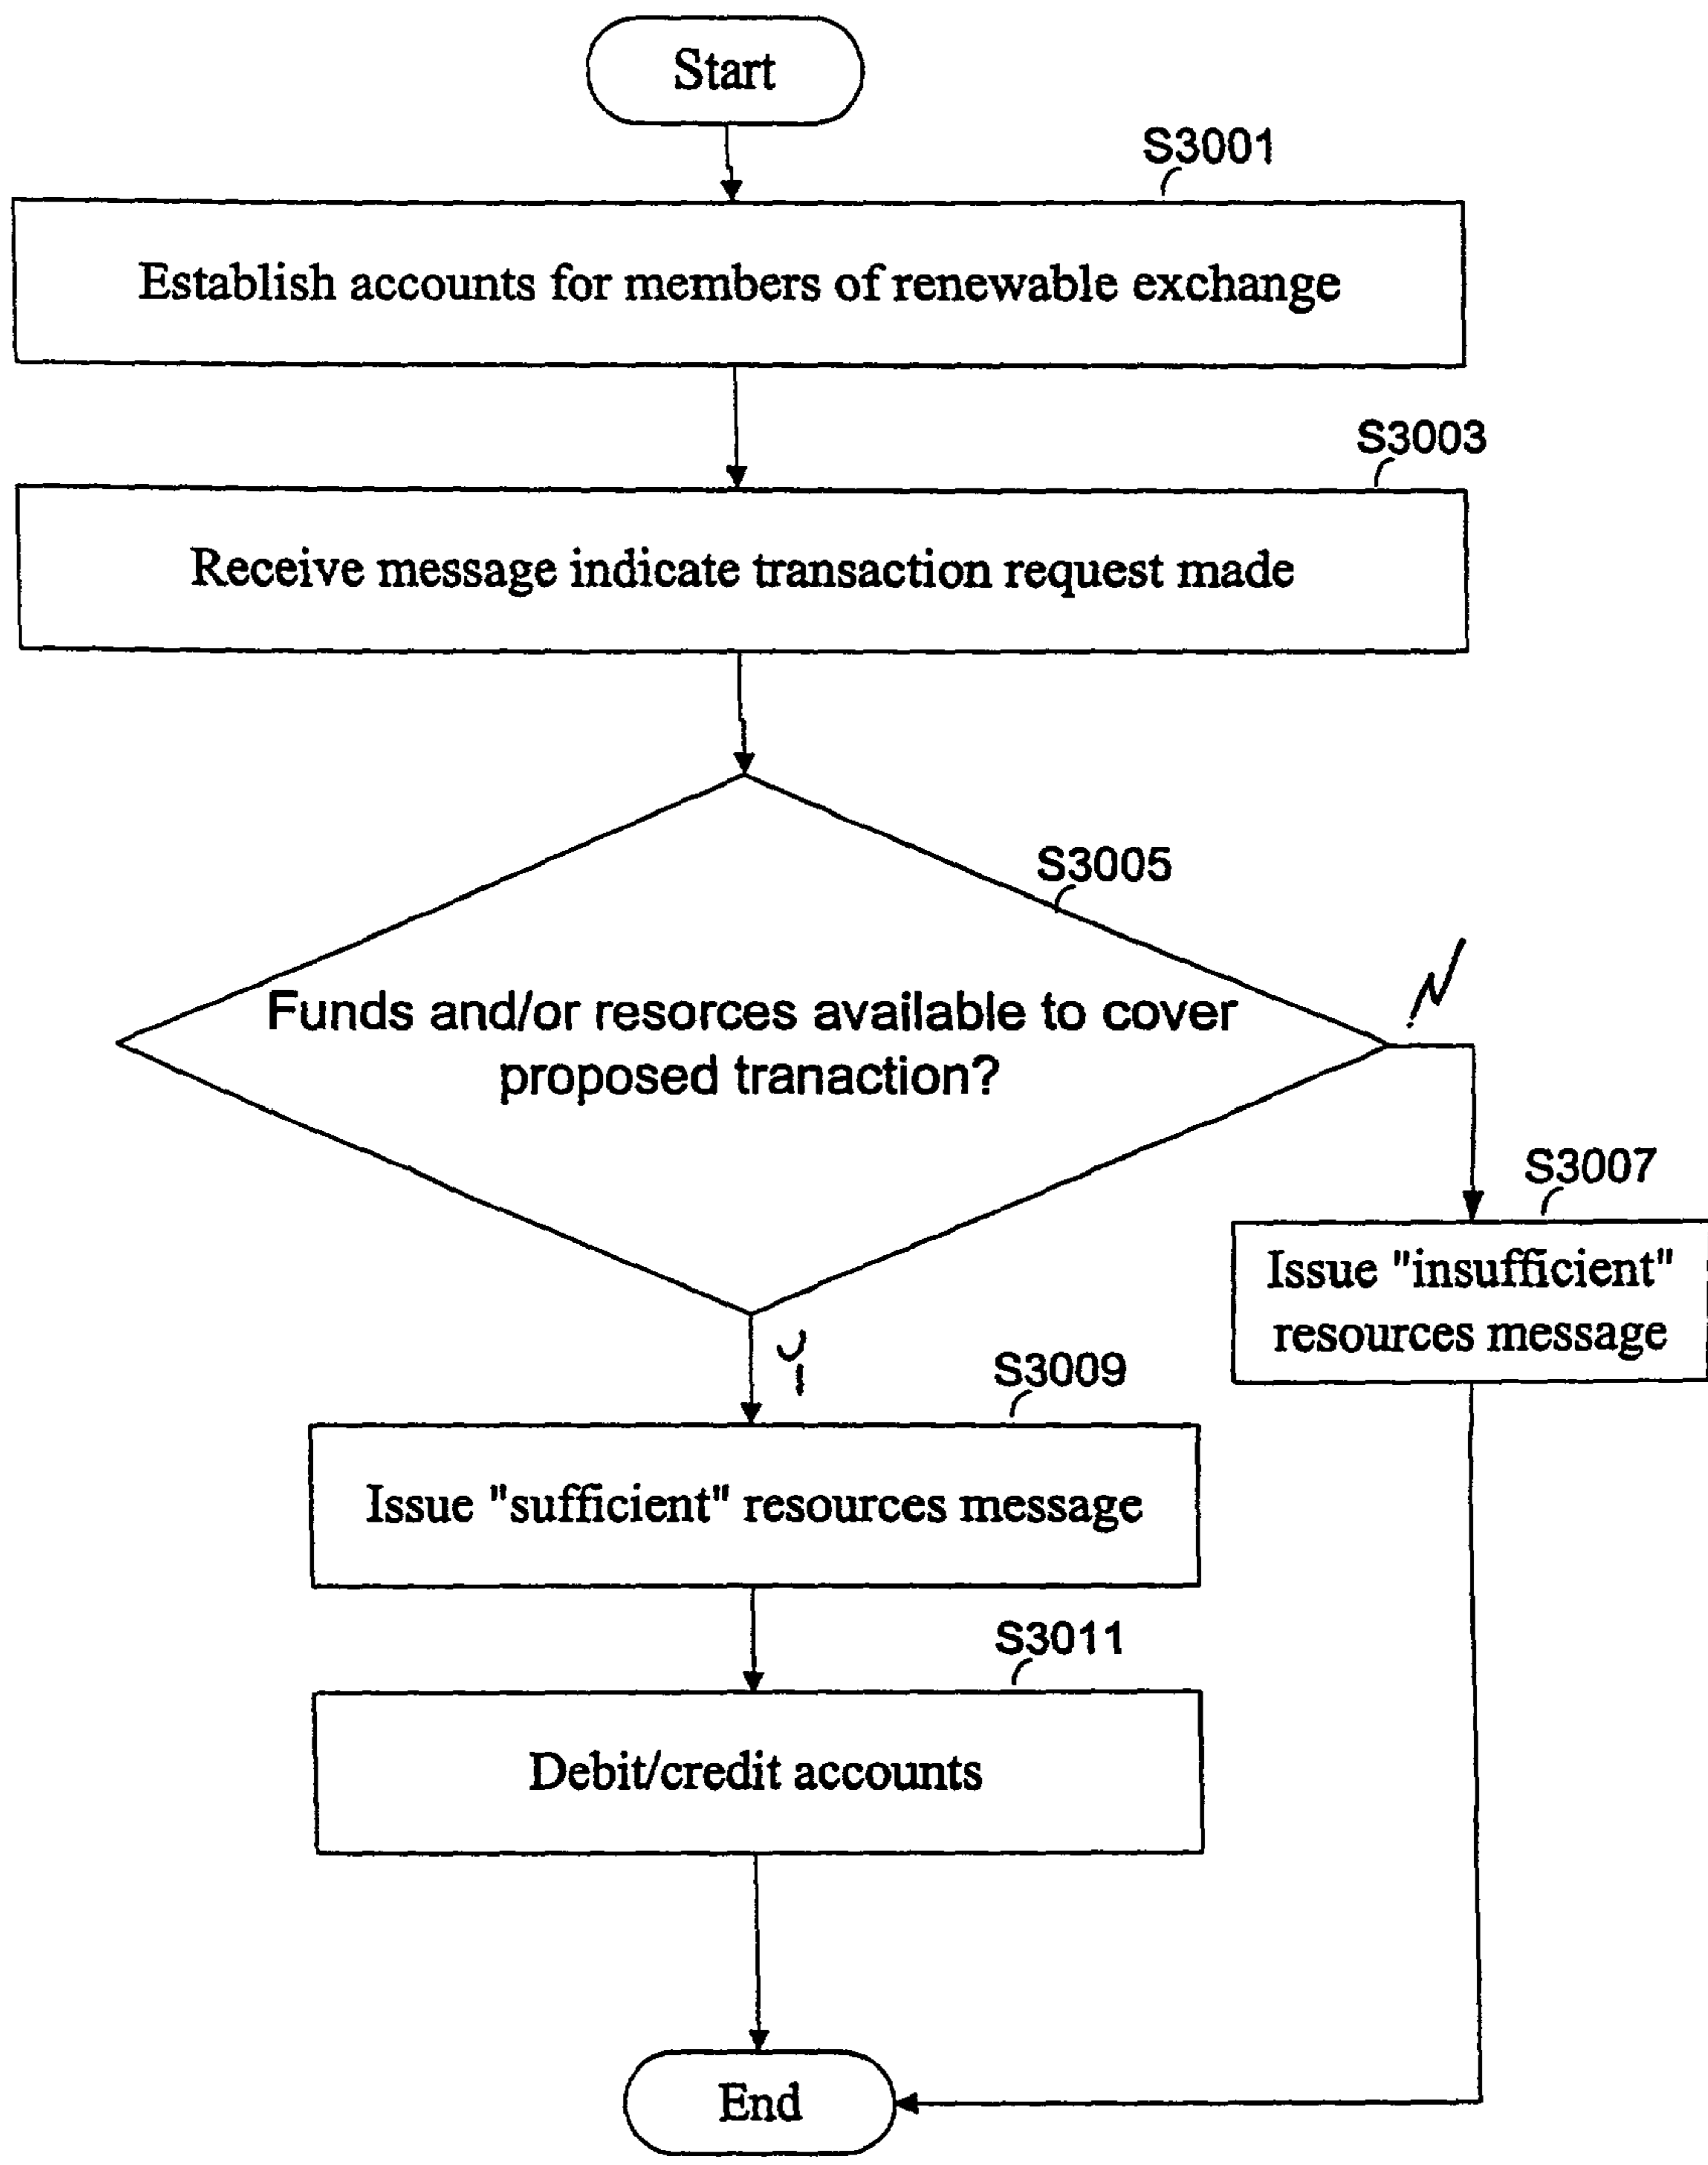 Start
S3001
Establish accounts for members of renewable exchange
S3003
Receive message indicate transaction request made
S3005
Funds and/or resorces available to cover
proposed tranaction?
N
S3007
Issue "insufficient"
resources message
Y
S3009
Issue "sufficient" resources message
S3011
Debit/credit accounts
End